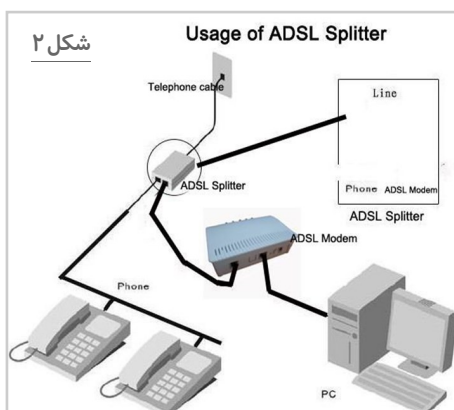 شکل۲
Usage of ADSL Splitter
Telephone cable
Line
ADSL Splitter
Phone ADSL Modem
ADSL Splitter
ADSL Modem
Phone
PC